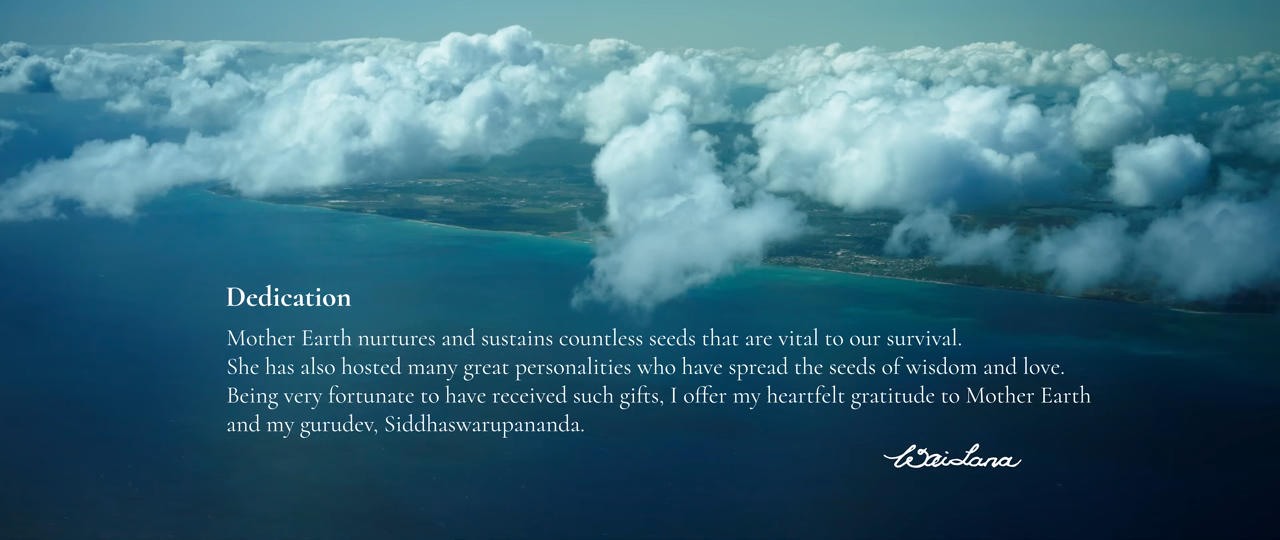 Dedication
Mother Earth nurtures and sustains countless seeds that are vital to our survival.
She has also hosted many great personalities who have spread the seeds of wisdom and love.
Being very fortunate to have received such gifts, I offer my heartfelt gratitude to Mother Earth
and my gurudev, Siddhaswarupananda.
Wai Lana